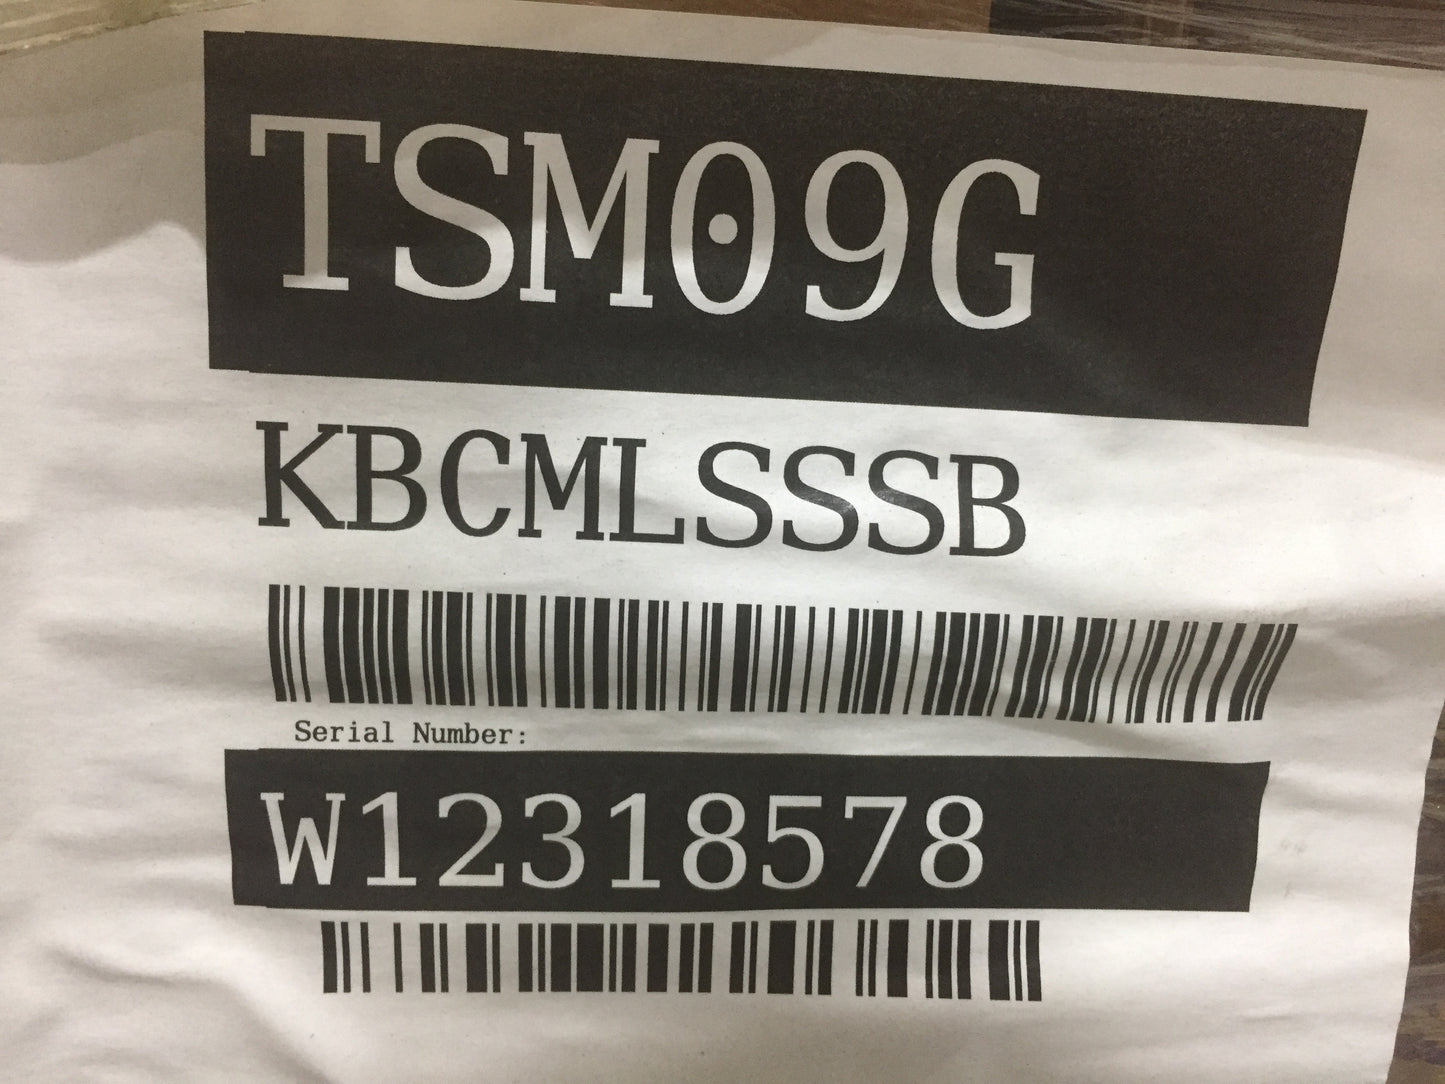 TSM09G
KBCMLSSSB
Serial Number:
W12318578